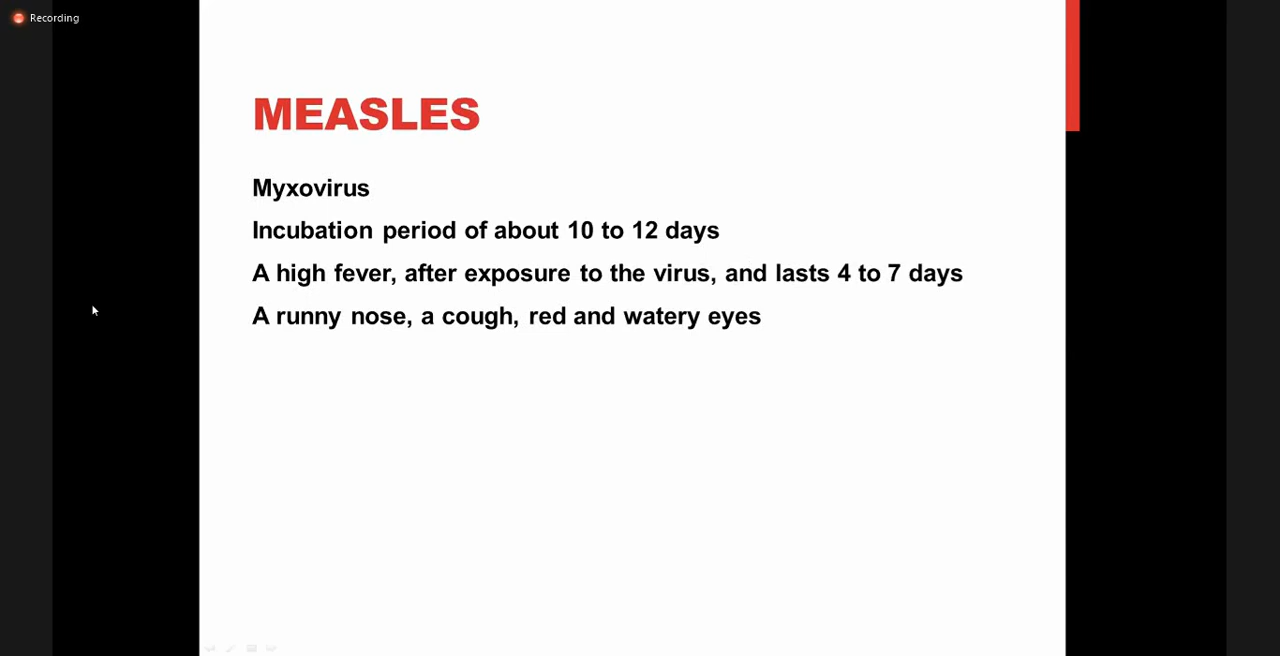 Recording
MEASLES
Myxovirus
Incubation period of about 10 to 12 days
A high fever, after exposure to the virus, and lasts 4 to 7 days
A runny nose, a cough, red and watery eyes